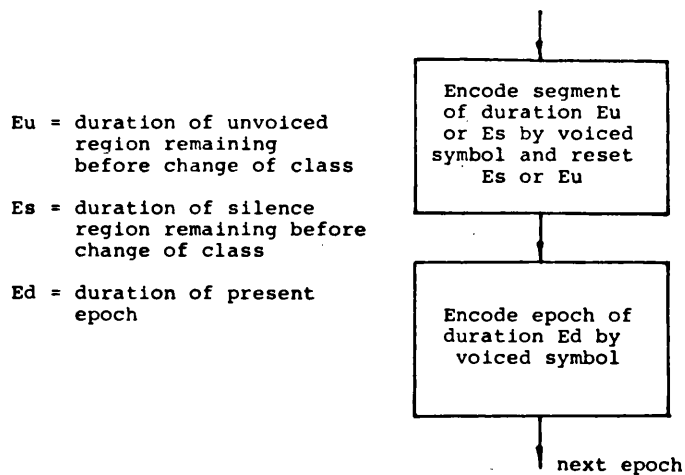 Eu = duration of unvoiced
region remaining
before change of class
Es = duration of silence
region remaining before
change of class
Ed = duration of present
epoch
Encode segment
of duration Eu
or Es by voiced
symbol and reset
Es or Eu
Encode epoch of
duration Ed by
voiced symbol
next epoch